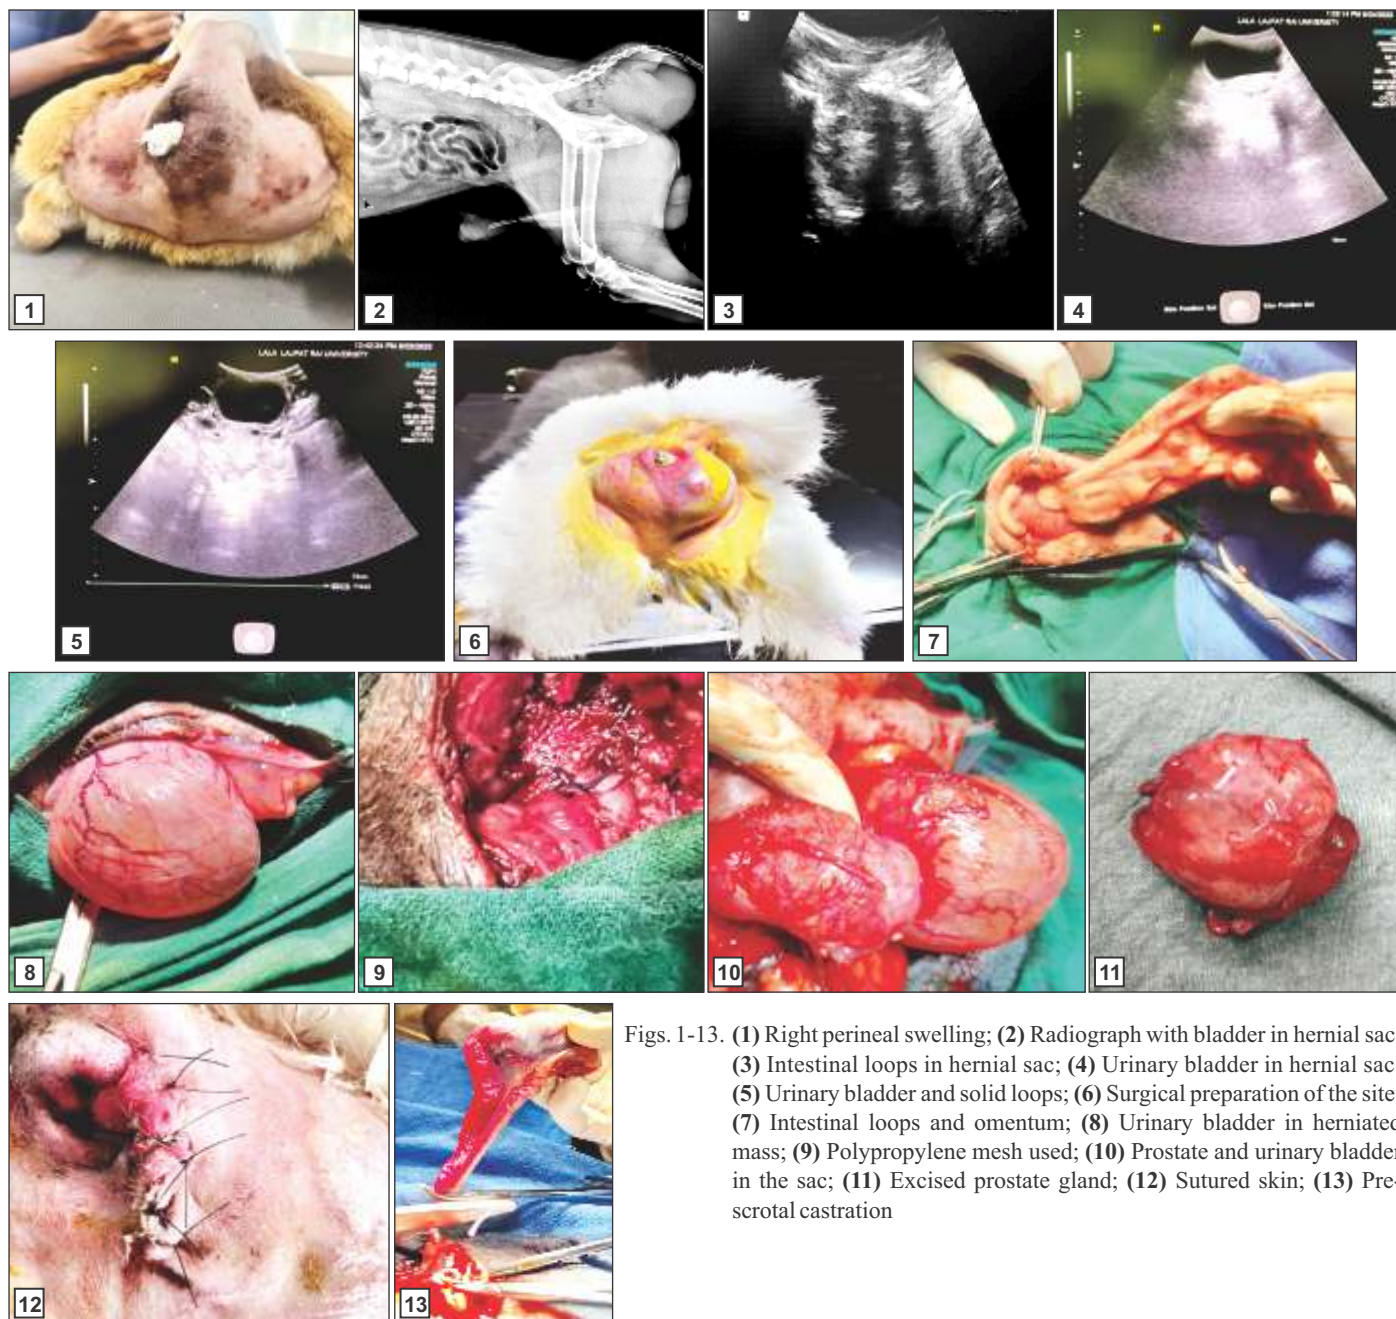 1:02:14 PM
LALA LAJPAT RAI UNIVERSITY
1
2
3
4
LALA LAJPAT RAI UNIVERSITY
5
6
7
8
9
10
11
12
13
Figs. 1-13. (1) Right perineal swelling; (2) Radiograph with bladder in hernial sac
(3) Intestinal loops in hernial sac; (4) Urinary bladder in hernial sac
(5) Urinary bladder and solid loops; (6) Surgical preparation of the site
(7) Intestinal loops and omentum; (8) Urinary bladder in herniated
mass; (9) Polypropylene mesh used; (10) Prostate and urinary bladder
in the sac; (11) Excised prostate gland; (12) Sutured skin; (13) Pre-
scrotal castration